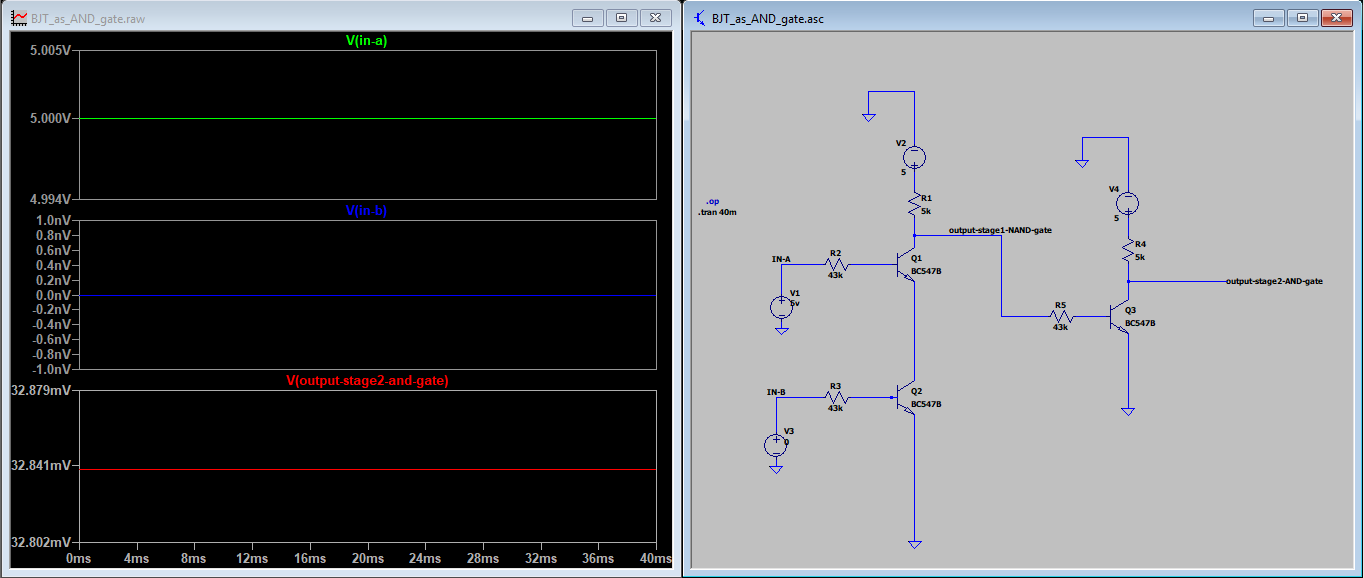 BJT_as_AND_gate.raw
V(in-a)
5.005V
5.000V
4.994V
V(in-b)
1.0nV
0.8nV
0.6nV
0.4nV
0.2nV
0.0nV
-0.2nV
-0.4nV
-0.6nV
-0.8nV
-1.0nV
V(output-stage2-and-gate)
32.879mV
32.841mV
32.802mV
0ms 4ms 8ms 12ms 16ms 20ms 24ms 28ms 32ms 36ms 40ms
BJT_as_AND_gate.asc
V2
5
R1
5k
.op
.tran 40m
output-stage1-NAND-gate
IN-A
R2
43k
Q1
BC547B
V1
5v
IN-B
R3
43k
Q2
BC547B
V3
0
V4
5
R4
5k
output-stage2-AND-gate
R5
43k
Q3
BC547B